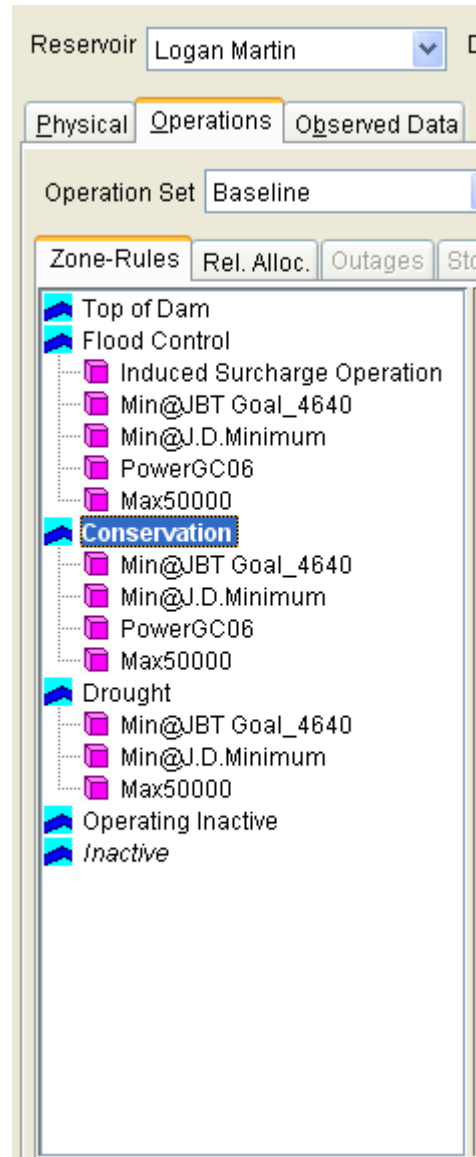 Reservoir Logan Martin
Physical Operations Observed Data
Operation Set Baseline
Zone-Rules Rel. Alloc. Outages
Top of Dam
Flood Control
Induced Surcharge Operation
Min@JBT Goal_4640
Min@J.D.Minimum
PowerGC06
Max50000
Conservation
Min@JBT Goal_4640
Min@J.D.Minimum
PowerGC06
Max50000
Drought
Min@JBT Goal_4640
Min@J.D.Minimum
Max50000
Operating Inactive
Inactive